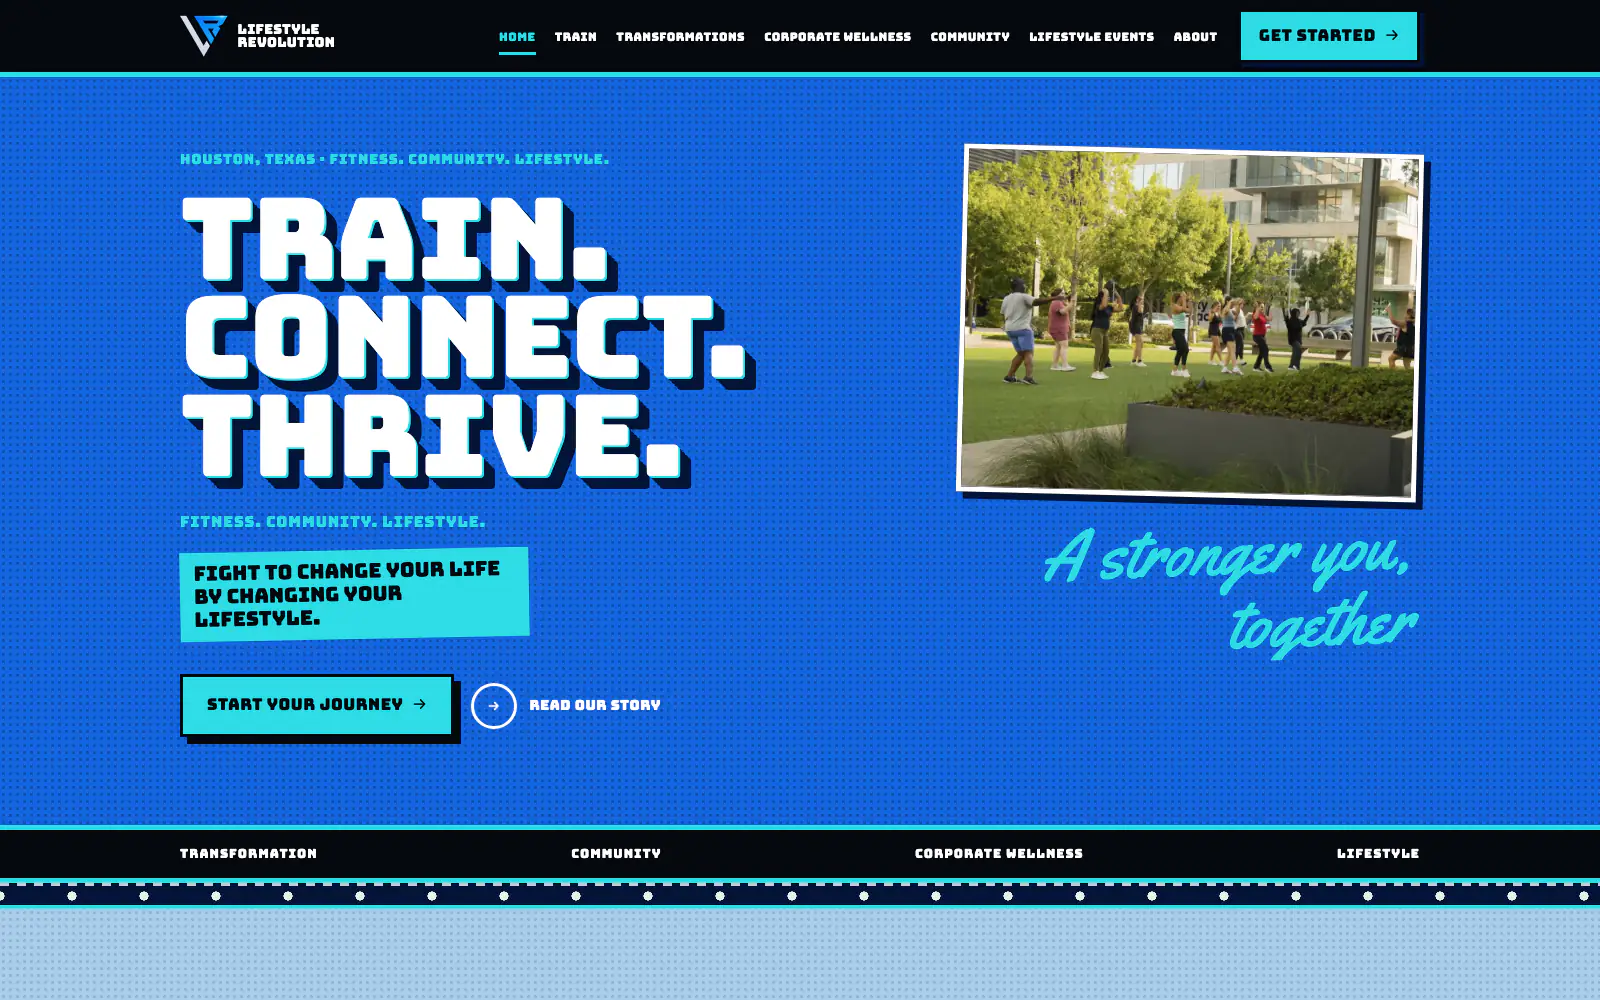 LIFESTYLE
REVOLUTION
HOME TRAIN TRANSFORMATIONS CORPORATE WELLNESS COMMUNITY LIFESTYLE EVENTS ABOUT GET STARTED →
HOUSTON, TEXAS · FITNESS. COMMUNITY. LIFESTYLE.
TRAIN.
CONNECT.
THRIVE.
FITNESS. COMMUNITY. LIFESTYLE.
FIGHT TO CHANGE YOUR LIFE
BY CHANGING YOUR
LIFESTYLE.
START YOUR JOURNEY →
→ READ OUR STORY
A stronger you,
together
TRANSFORMATION COMMUNITY CORPORATE WELLNESS LIFESTYLE